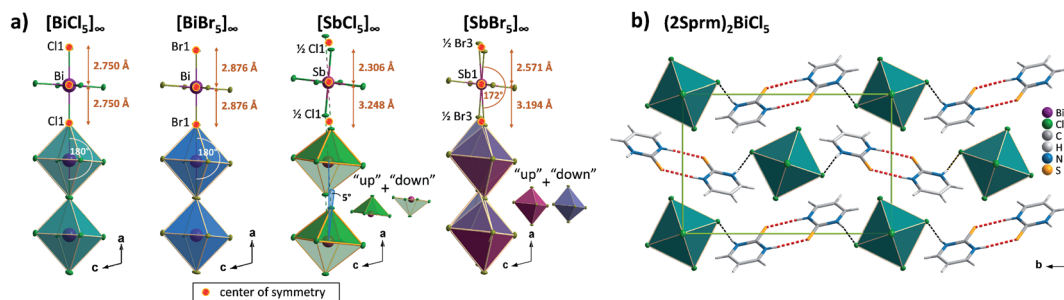 a)
[BiCl5]∞
Cl1
Bi
2.750 Å
2.750 Å
Cl1
180°
a
c
[BiBr5]∞
Br1
Bi
2.876 Å
2.876 Å
Br1
180°
a
c
[SbCl5]∞
½ Cl1
Sb
2.306 Å
3.248 Å
½ Cl1
"up" + "down"
5°
a
c
[SbBr5]∞
½ Br3
Sb1
172°
2.571 Å
3.194 Å
½ Br3
"up" + "down"
a
c
center of symmetry
b)
(2Sprm)2BiCl5
Bi
Cl
C
H
N
S
b